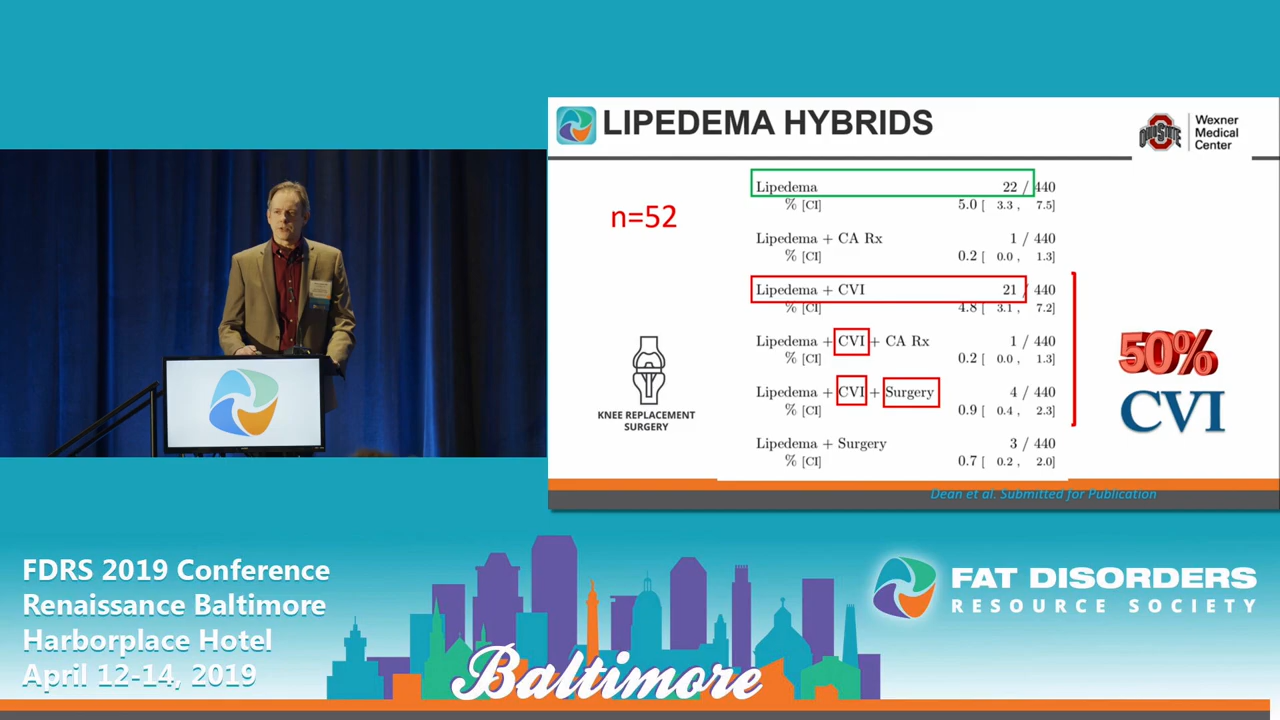 LIPEDEMA HYBRIDS
OHIO STATE
Wexner
Medical
Center
n=52
Lipedema 22 / 440
% [CI] 5.0 [ 3.3 , 7.5]
Lipedema + CA Rx 1 / 440
% [CI] 0.2 [ 0.0 , 1.3]
Lipedema + CVI 21 / 440
% [CI] 4.8 [ 3.1 , 7.2]
Lipedema + CVI + CA Rx 1 / 440
% [CI] 0.2 [ 0.0 , 1.3]
Lipedema + CVI + Surgery 4 / 440
% [CI] 0.9 [ 0.4 , 2.3]
Lipedema + Surgery 3 / 440
% [CI] 0.7 [ 0.2 , 2.0]
KNEE REPLACEMENT
SURGERY
50%
CVI
Dean et al. Submitted for Publication
FDRS 2019 Conference
Renaissance Baltimore
Harborplace Hotel
April 12-14, 2019
Baltimore
FAT DISORDERS
RESOURCE SOCIETY